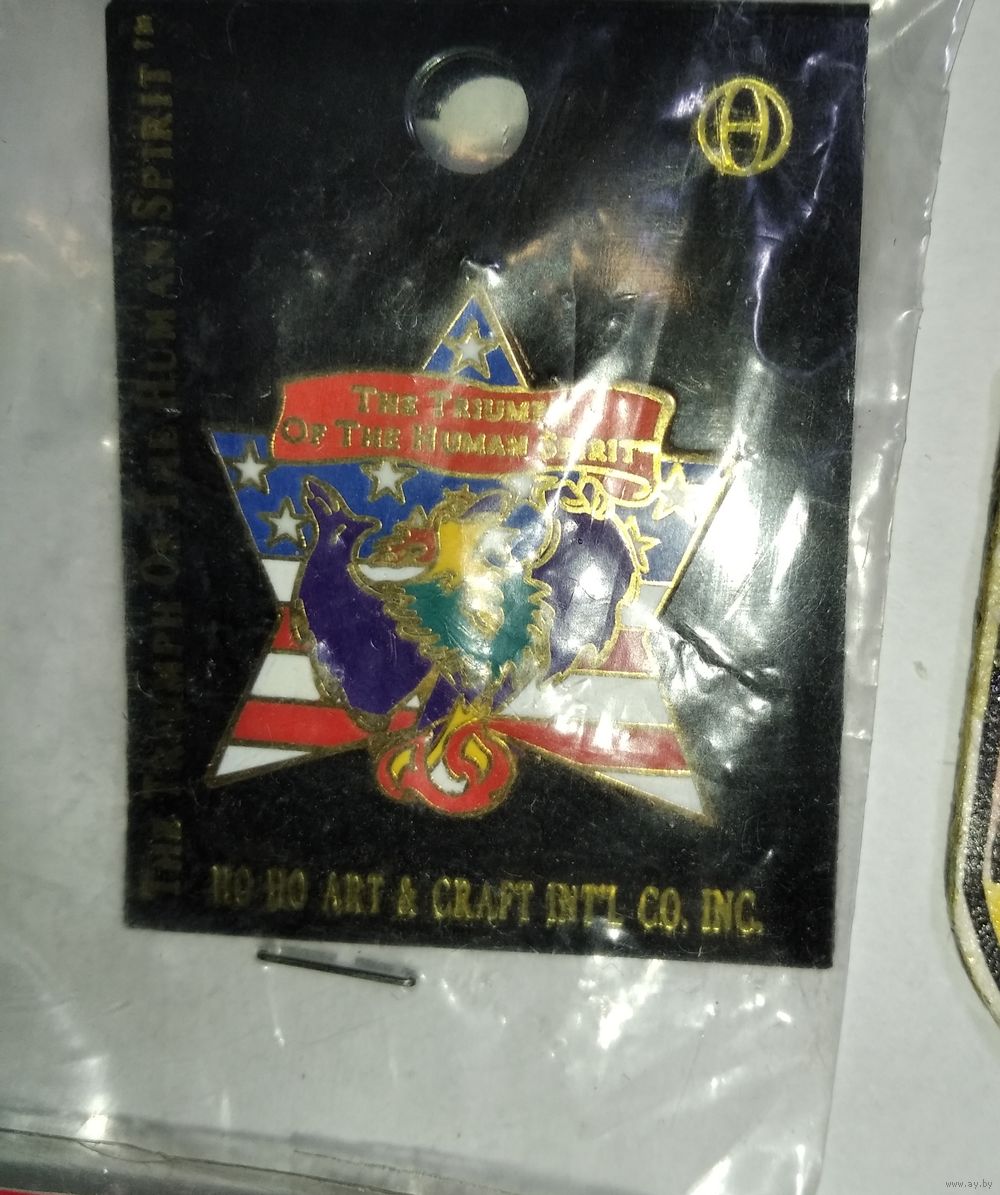 THE TRIUMPH OF THE HUMAN SPIRIT™
THE TRIUMPH
OF THE HUMAN SPIRIT™
HO HO ART & CRAFT INT'L CO. INC.
www.ay.by